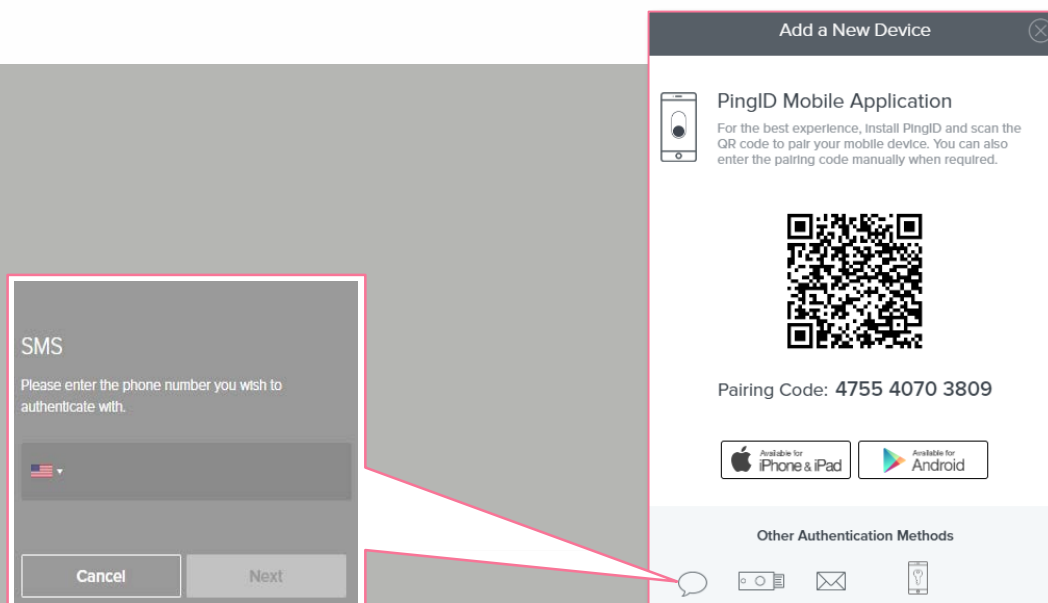 Add a New Device
PingID Mobile Application
For the best experience, install PingID and scan the
QR code to pair your mobile device. You can also
enter the pairing code manually when required.
Pairing Code: 4755 4070 3809
Available for
iPhone & iPad
Available for
Android
Other Authentication Methods
SMS
Please enter the phone number you wish to
authenticate with.
Cancel
Next